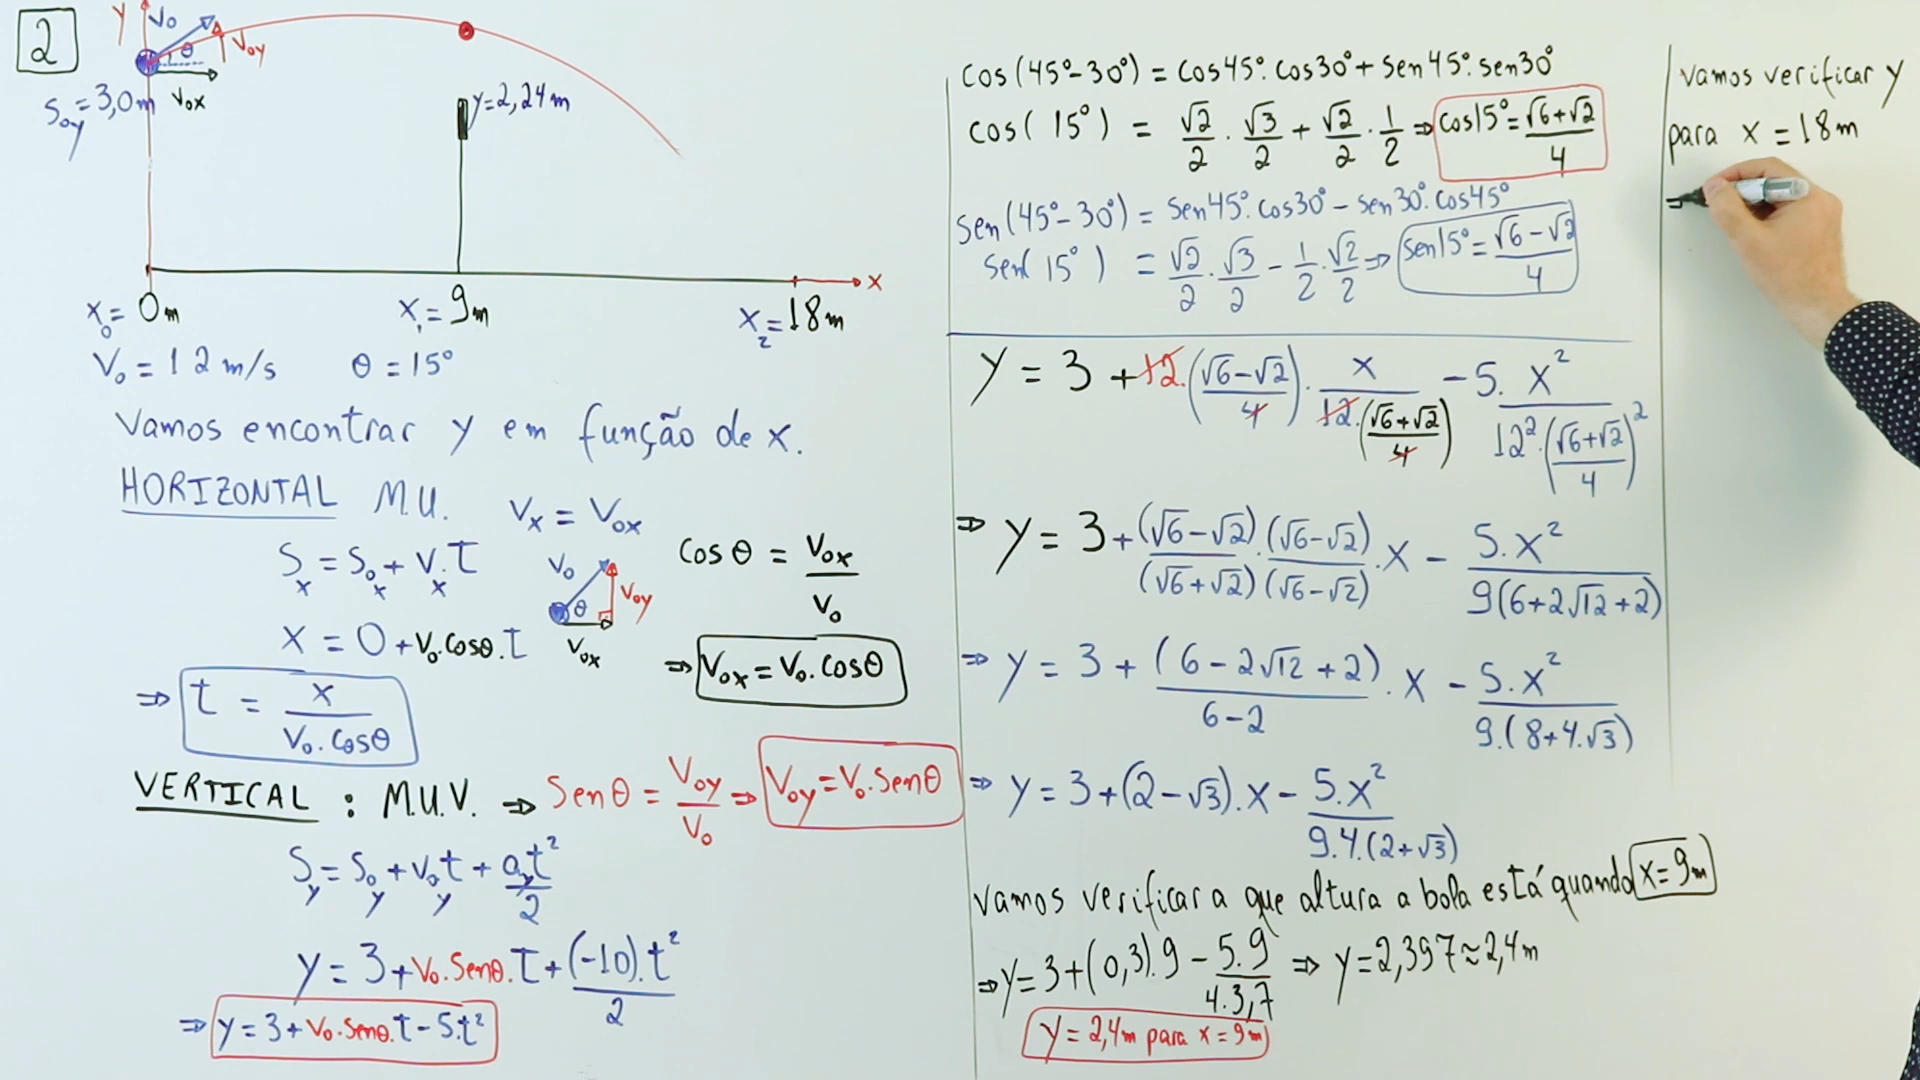 2
y
V₀
θ
V₀y
V₀x
S₀y = 3,0m
y
y = 2,24m
x
x₀ = 0m
x₁ = 9m
x₂ = 18m
V₀ = 12 m/s θ = 15°
Vamos encontrar y em função de x.
HORIZONTAL M.U. Vx = V₀x
Sx = S₀x + Vx.t
V₀
θ
V₀y
V₀x
cos θ = V₀x/V₀
x = 0 + V₀.cosθ.t
⇒ V₀x = V₀.cosθ
⇒ t = x/(V₀.cosθ)
VERTICAL : M.U.V. ⇒ Senθ = V₀y/V₀ ⇒ V₀y = V₀.Senθ
Sy = S₀y + V₀y t + ay t²/2
y = 3 + V₀.Senθ.t + (-10).t²/2
⇒ y = 3 + V₀.Senθ.t - 5.t²
Cos(45°-30°) = Cos45°.Cos30° + Sen45°.Sen30°
Cos( 15° ) = √2/2 . √3/2 + √2/2 . 1/2 ⇒ cos15° = (√6+√2)/4
Sen(45°-30°) = Sen45°.cos30° - sen30°.cos45°
Sen( 15° ) = √2/2 . √3/2 - 1/2 . √2/2 ⇒ Sen15° = (√6-√2)/4
y = 3 + 12.((√6-√2)/4) . x/(12.((√6+√2)/4)) - 5.x²/(12².((√6+√2)/4)²)
⇒ y = 3 + (√6-√2).(√6-√2)/((√6+√2)(√6-√2)) .x - 5.x²/(9(6+2√12+2))
⇒ y = 3 + (6-2√12+2)/(6-2) . x - 5.x²/(9.(8+4.√3))
⇒ y = 3+(2-√3).x - 5.x²/(9.4.(2+√3))
Vamos verificar a que altura a bola está quando x=9m
⇒ y = 3+(0,3).9 - 5.9/(4.3,7) ⇒ y = 2,397 ≈ 2,4m
y = 2,4m para x = 9m
Vamos verificar y
para x = 18m
⇒